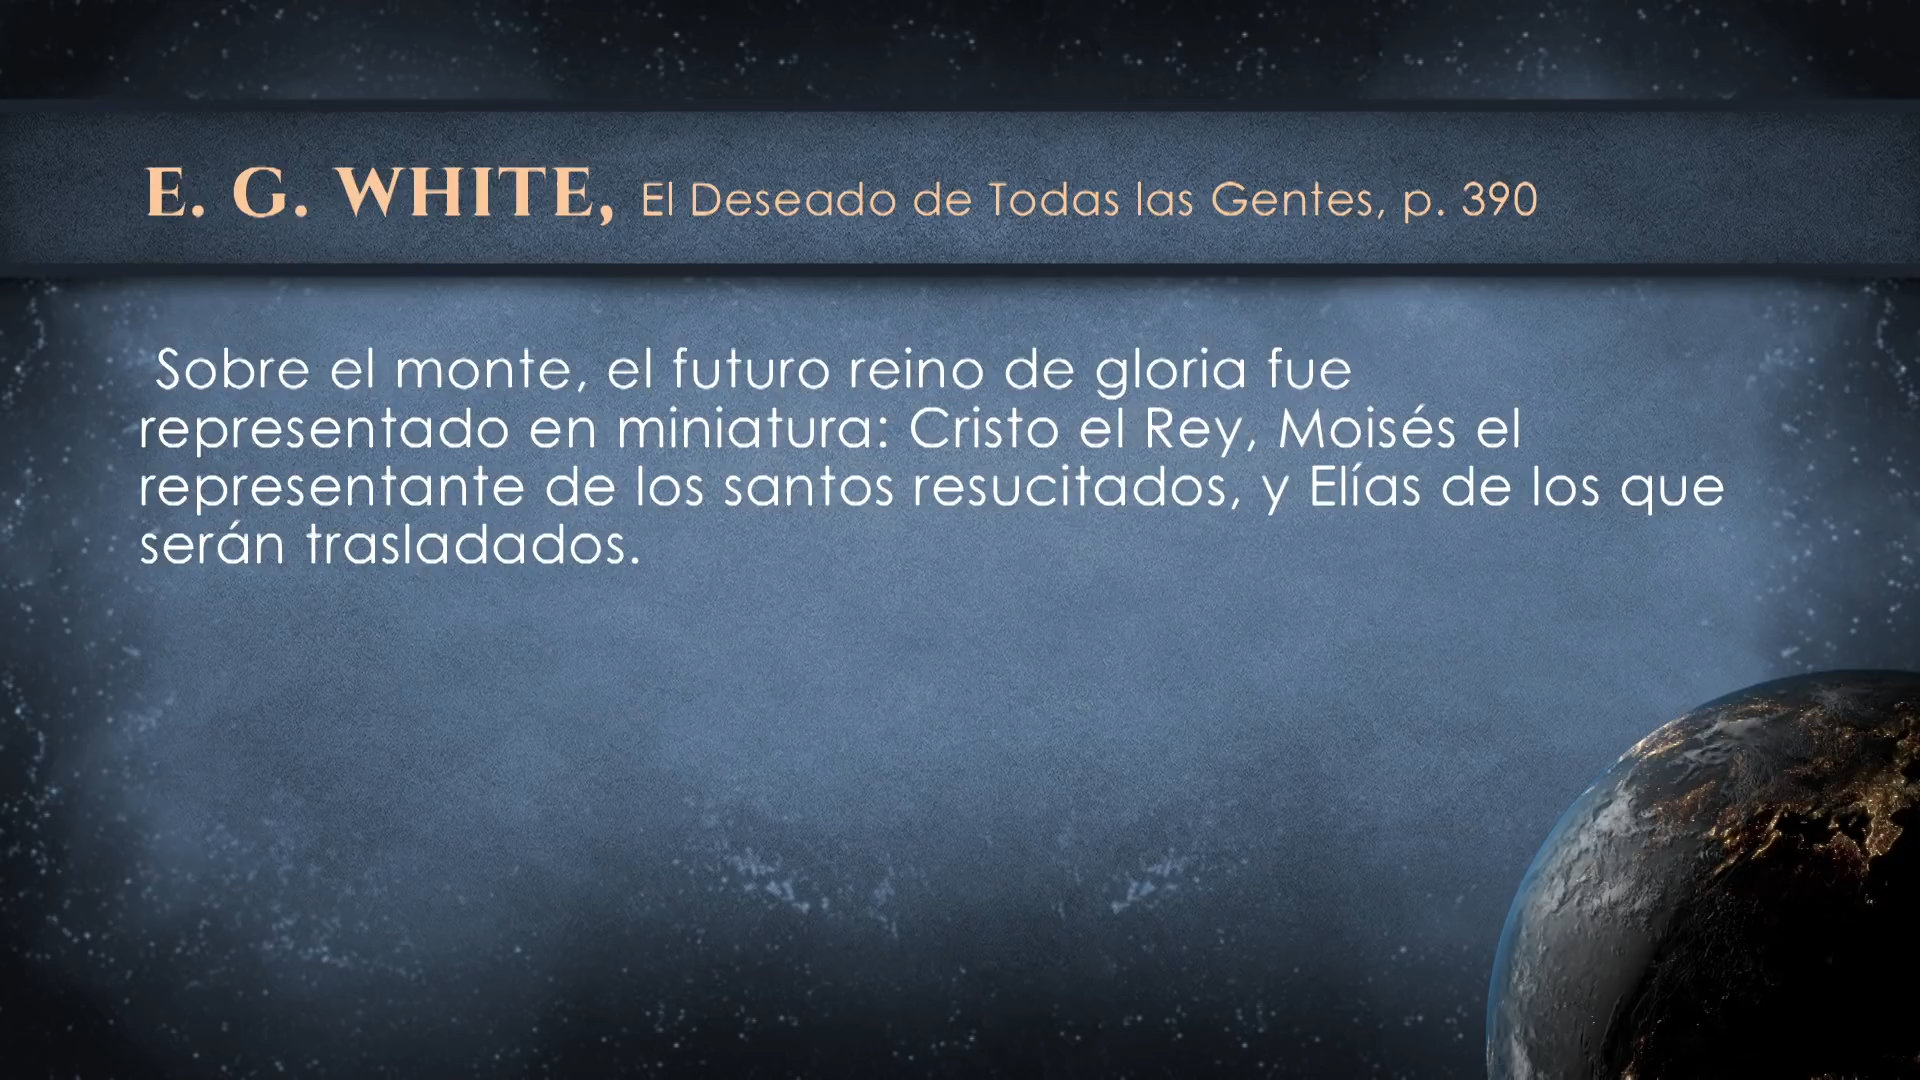 E. G. WHITE, El Deseado de Todas las Gentes, p. 390
Sobre el monte, el futuro reino de gloria fue
representado en miniatura: Cristo el Rey, Moisés el
representante de los santos resucitados, y Elías de los que
serán trasladados.